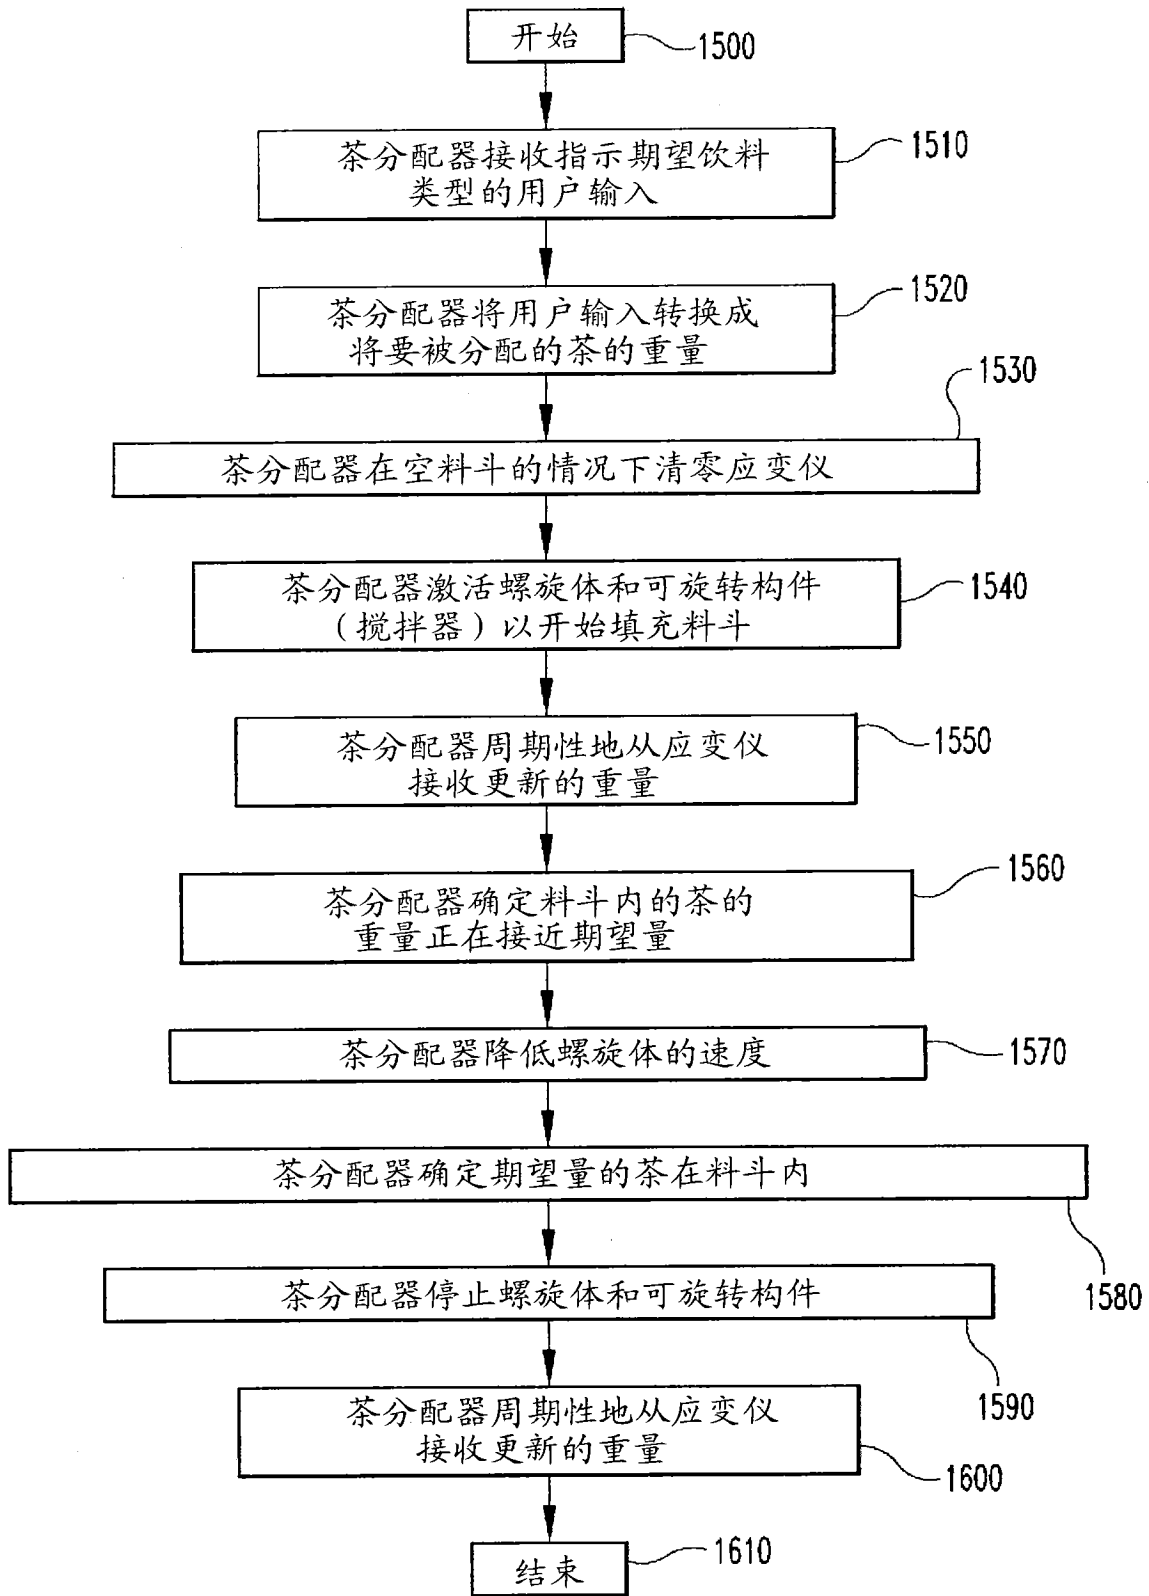 开始
1500
茶分配器接收指示期望饮料
类型的用户输入
1510
茶分配器将用户输入转换成
将要被分配的茶的重量
1520
茶分配器在空料斗的情况下清零应变仪
1530
茶分配器激活螺旋体和可旋转构件
（搅拌器）以开始填充料斗
1540
茶分配器周期性地从应变仪
接收更新的重量
1550
茶分配器确定料斗内的茶的
重量正在接近期望量
1560
茶分配器降低螺旋体的速度
1570
茶分配器确定期望量的茶在料斗内
1580
茶分配器停止螺旋体和可旋转构件
1590
茶分配器周期性地从应变仪
接收更新的重量
1600
结束
1610